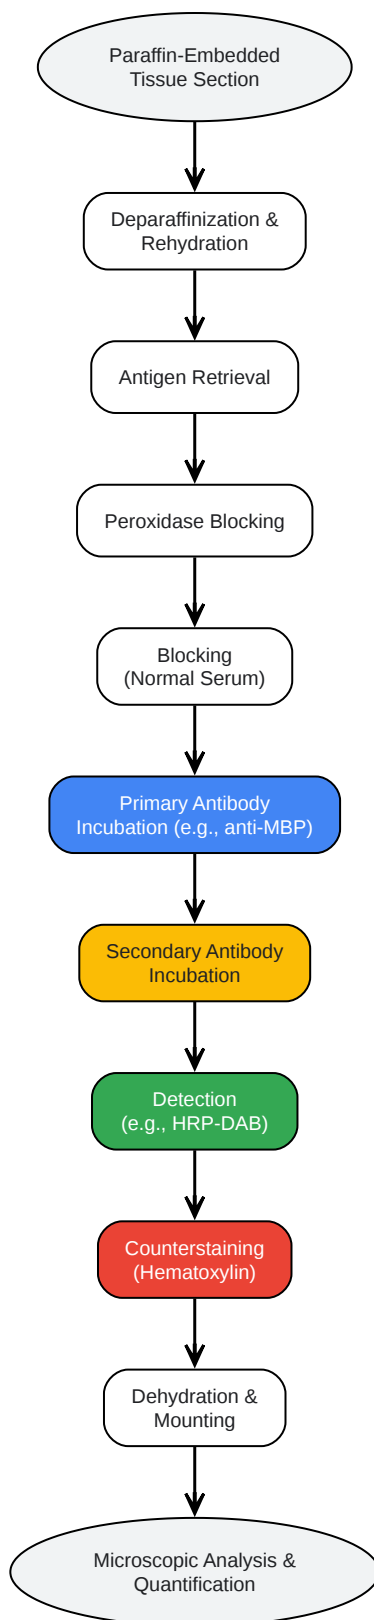 Paraffin-Embedded
Tissue Section
Deparaffinization &
Rehydration
Antigen Retrieval
Peroxidase Blocking
Blocking
(Normal Serum)
Primary Antibody
Incubation (e.g., anti-MBP)
Secondary Antibody
Incubation
Detection
(e.g., HRP-DAB)
Counterstaining
(Hematoxylin)
Dehydration &
Mounting
Microscopic Analysis &
Quantification